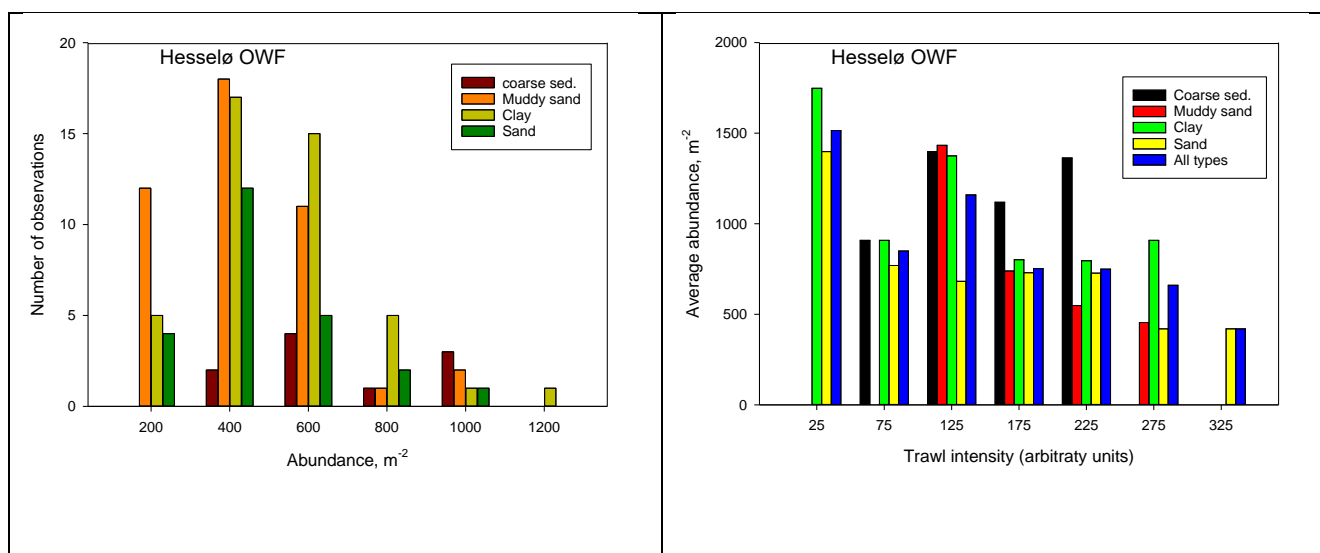 Hesselø OWF
20
15
10
5
0
Number of observations
coarse sed.
Muddy sand
Clay
Sand
200 400 600 800 1000 1200
Abundance, m-2
Hesselø OWF
2000
1500
1000
500
0
Average abundance, m-2
Coarse sed.
Muddy sand
Clay
Sand
All types
25 75 125 175 225 275 325
Trawl intensity (arbitraty units)